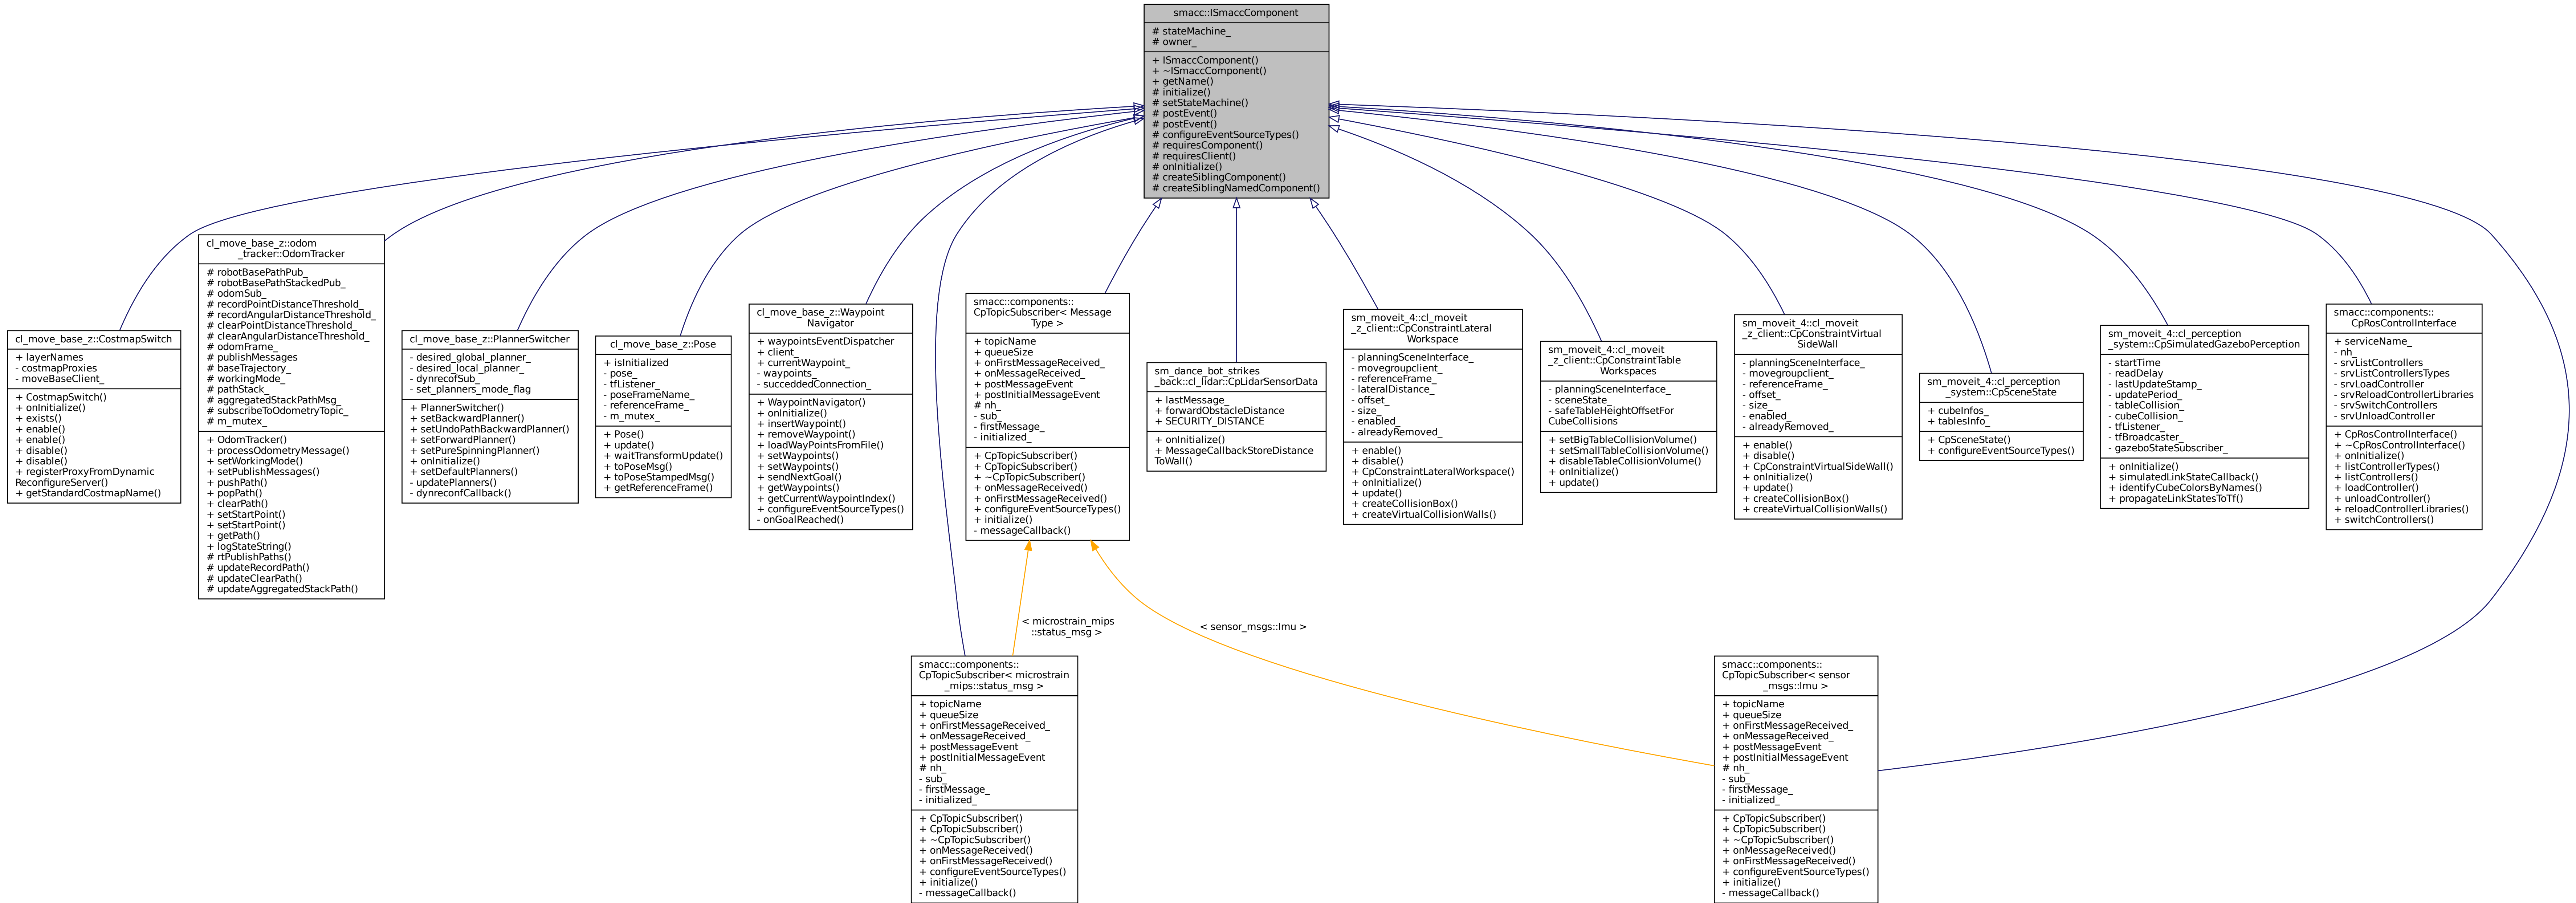 smacc::ISmaccComponent
# stateMachine_
# owner_
+ ISmaccComponent()
+ ~ISmaccComponent()
+ getName()
# initialize()
# setStateMachine()
# postEvent()
# postEvent()
# configureEventSourceTypes()
# requiresComponent()
# requiresClient()
# onInitialize()
# createSiblingComponent()
# createSiblingNamedComponent()
cl_move_base_z::CostmapSwitch
+ layerNames
- costmapProxies
- moveBaseClient_
+ CostmapSwitch()
+ onInitialize()
+ exists()
+ enable()
+ enable()
+ disable()
+ disable()
+ registerProxyFromDynamic
ReconfigureServer()
+ getStandardCostmapName()
cl_move_base_z::odom
_tracker::OdomTracker
# robotBasePathPub_
# robotBasePathStackedPub_
# odomSub_
# recordPointDistanceThreshold_
# recordAngularDistanceThreshold_
# clearPointDistanceThreshold_
# clearAngularDistanceThreshold_
# odomFrame_
# publishMessages
# baseTrajectory_
# workingMode_
# pathStack_
# aggregatedStackPathMsg_
# subscribeToOdometryTopic_
# m_mutex_
+ OdomTracker()
+ processOdometryMessage()
+ setWorkingMode()
+ setPublishMessages()
+ pushPath()
+ popPath()
+ clearPath()
+ setStartPoint()
+ setStartPoint()
+ getPath()
+ logStateString()
# rtPublishPaths()
# updateRecordPath()
# updateClearPath()
# updateAggregatedStackPath()
cl_move_base_z::PlannerSwitcher
- desired_global_planner_
- desired_local_planner_
- dynrecofSub_
- set_planners_mode_flag
+ PlannerSwitcher()
+ setBackwardPlanner()
+ setUndoPathBackwardPlanner()
+ setForwardPlanner()
+ setPureSpinningPlanner()
+ onInitialize()
+ setDefaultPlanners()
- updatePlanners()
- dynreconfCallback()
cl_move_base_z::Pose
+ isInitialized
- pose_
- tfListener_
- poseFrameName_
- referenceFrame_
- m_mutex_
+ Pose()
+ update()
+ waitTransformUpdate()
+ toPoseMsg()
+ toPoseStampedMsg()
+ getReferenceFrame()
cl_move_base_z::Waypoint
Navigator
+ waypointsEventDispatcher
+ client_
+ currentWaypoint_
- waypoints_
- succeddedConnection_
+ WaypointNavigator()
+ onInitialize()
+ insertWaypoint()
+ removeWaypoint()
+ loadWayPointsFromFile()
+ setWaypoints()
+ setWaypoints()
+ sendNextGoal()
+ getWaypoints()
+ getCurrentWaypointIndex()
+ configureEventSourceTypes()
- onGoalReached()
smacc::components::
CpTopicSubscriber< Message
Type >
+ topicName
+ queueSize
+ onFirstMessageReceived_
+ onMessageReceived_
+ postMessageEvent
+ postInitialMessageEvent
# nh_
- sub_
- firstMessage_
- initialized_
+ CpTopicSubscriber()
+ CpTopicSubscriber()
+ ~CpTopicSubscriber()
+ onMessageReceived()
+ onFirstMessageReceived()
+ configureEventSourceTypes()
+ initialize()
- messageCallback()
sm_dance_bot_strikes
_back::cl_lidar::CpLidarSensorData
+ lastMessage_
+ forwardObstacleDistance
+ SECURITY_DISTANCE
+ onInitialize()
+ MessageCallbackStoreDistance
ToWall()
sm_moveit_4::cl_moveit
_z_client::CpConstraintLateral
Workspace
- planningSceneInterface_
- movegroupclient_
- referenceFrame_
- lateralDistance_
- offset_
- size_
- enabled_
- alreadyRemoved_
+ enable()
+ disable()
+ CpConstraintLateralWorkspace()
+ onInitialize()
+ update()
+ createCollisionBox()
+ createVirtualCollisionWalls()
sm_moveit_4::cl_moveit
_z_client::CpConstraintTable
Workspaces
- planningSceneInterface_
- sceneState_
- safeTableHeightOffsetFor
CubeCollisions
+ setBigTableCollisionVolume()
+ setSmallTableCollisionVolume()
+ disableTableCollisionVolume()
+ onInitialize()
+ update()
sm_moveit_4::cl_moveit
_z_client::CpConstraintVirtual
SideWall
- planningSceneInterface_
- movegroupclient_
- referenceFrame_
- offset_
- size_
- enabled_
- alreadyRemoved_
+ enable()
+ disable()
+ CpConstraintVirtualSideWall()
+ onInitialize()
+ update()
+ createCollisionBox()
+ createVirtualCollisionWalls()
sm_moveit_4::cl_perception
_system::CpSceneState
+ cubeInfos_
+ tablesInfo_
+ CpSceneState()
+ configureEventSourceTypes()
sm_moveit_4::cl_perception
_system::CpSimulatedGazeboPerception
- startTime
- readDelay
- lastUpdateStamp_
- updatePeriod_
- tableCollision_
- cubeCollision_
- tfListener_
- tfBroadcaster_
- gazeboStateSubscriber_
+ onInitialize()
+ simulatedLinkStateCallback()
+ identifyCubeColorsByNames()
+ propagateLinkStatesToTf()
smacc::components::
CpRosControlInterface
+ serviceName_
- nh_
- srvListControllers
- srvListControllersTypes
- srvLoadController
- srvReloadControllerLibraries
- srvSwitchControllers
- srvUnloadController
+ CpRosControlInterface()
+ ~CpRosControlInterface()
+ onInitialize()
+ listControllerTypes()
+ listControllers()
+ loadController()
+ unloadController()
+ reloadControllerLibraries()
+ switchControllers()
< microstrain_mips
::status_msg >
< sensor_msgs::Imu >
smacc::components::
CpTopicSubscriber< microstrain
_mips::status_msg >
+ topicName
+ queueSize
+ onFirstMessageReceived_
+ onMessageReceived_
+ postMessageEvent
+ postInitialMessageEvent
# nh_
- sub_
- firstMessage_
- initialized_
+ CpTopicSubscriber()
+ CpTopicSubscriber()
+ ~CpTopicSubscriber()
+ onMessageReceived()
+ onFirstMessageReceived()
+ configureEventSourceTypes()
+ initialize()
- messageCallback()
smacc::components::
CpTopicSubscriber< sensor
_msgs::Imu >
+ topicName
+ queueSize
+ onFirstMessageReceived_
+ onMessageReceived_
+ postMessageEvent
+ postInitialMessageEvent
# nh_
- sub_
- firstMessage_
- initialized_
+ CpTopicSubscriber()
+ CpTopicSubscriber()
+ ~CpTopicSubscriber()
+ onMessageReceived()
+ onFirstMessageReceived()
+ configureEventSourceTypes()
+ initialize()
- messageCallback()